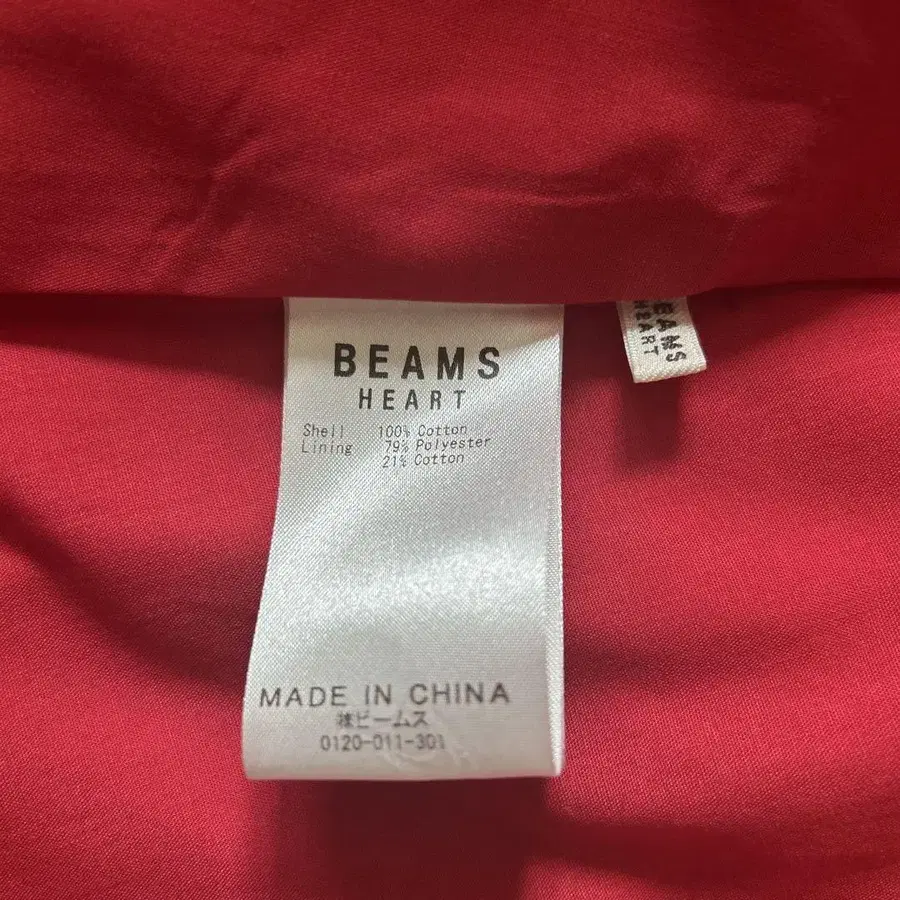 BEAMS
HEART
Shell 100% Cotton
Lining 79% Polyester
21% Cotton
MADE IN CHINA
㈱ビームス
0120-011-301
EAMS
HEART